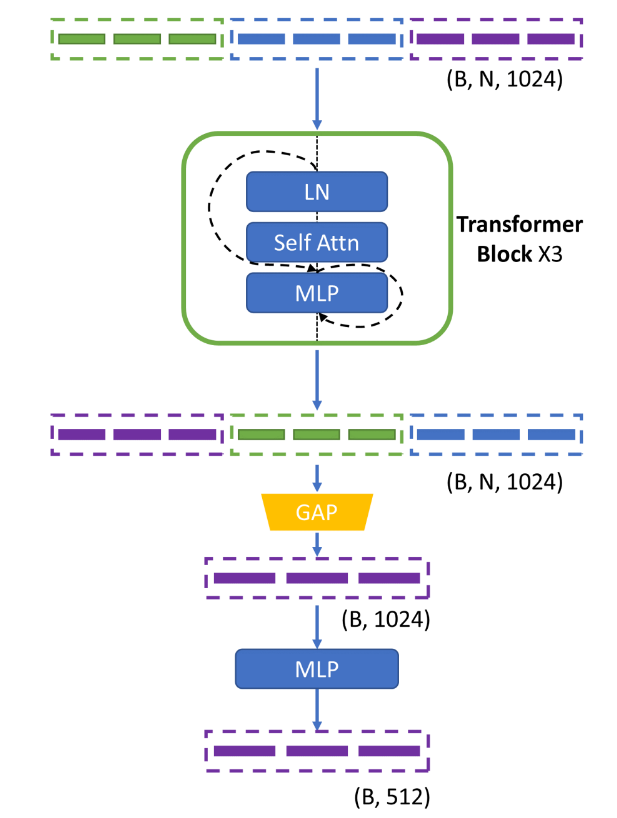 (B, N, 1024)
LN
Self Attn
MLP
Transformer
Block X3
(B, N, 1024)
GAP
(B, 1024)
MLP
(B, 512)